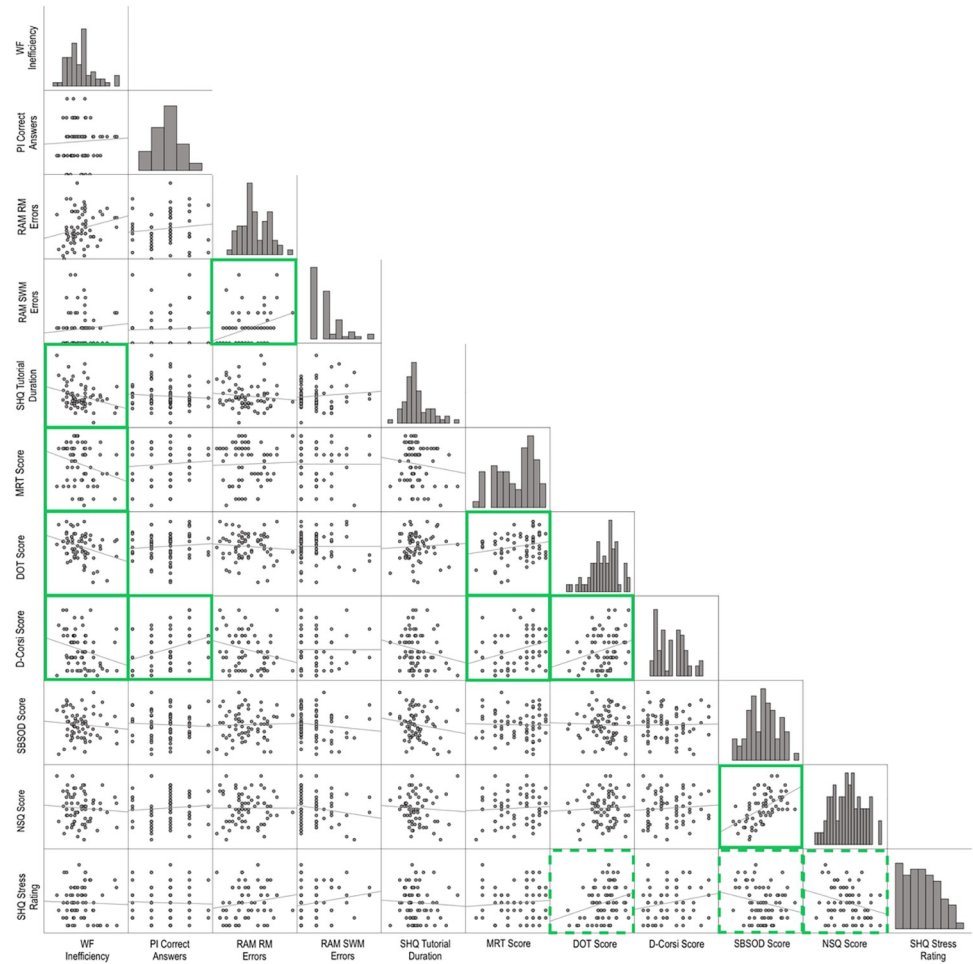 WF
Inefficiency
PI Correct
Answers
RAM RM
Errors
RAM SWM
Errors
SHQ Tutorial
Duration
MRT Score
DOT Score
D-Corsi Score
SBSOD Score
NSQ Score
SHQ Stress
Rating
WF
Inefficiency
PI Correct
Answers
RAM RM
Errors
RAM SWM
Errors
SHQ Tutorial
Duration
MRT Score
DOT Score
D-Corsi Score
SBSOD Score
NSQ Score
SHQ Stress
Rating